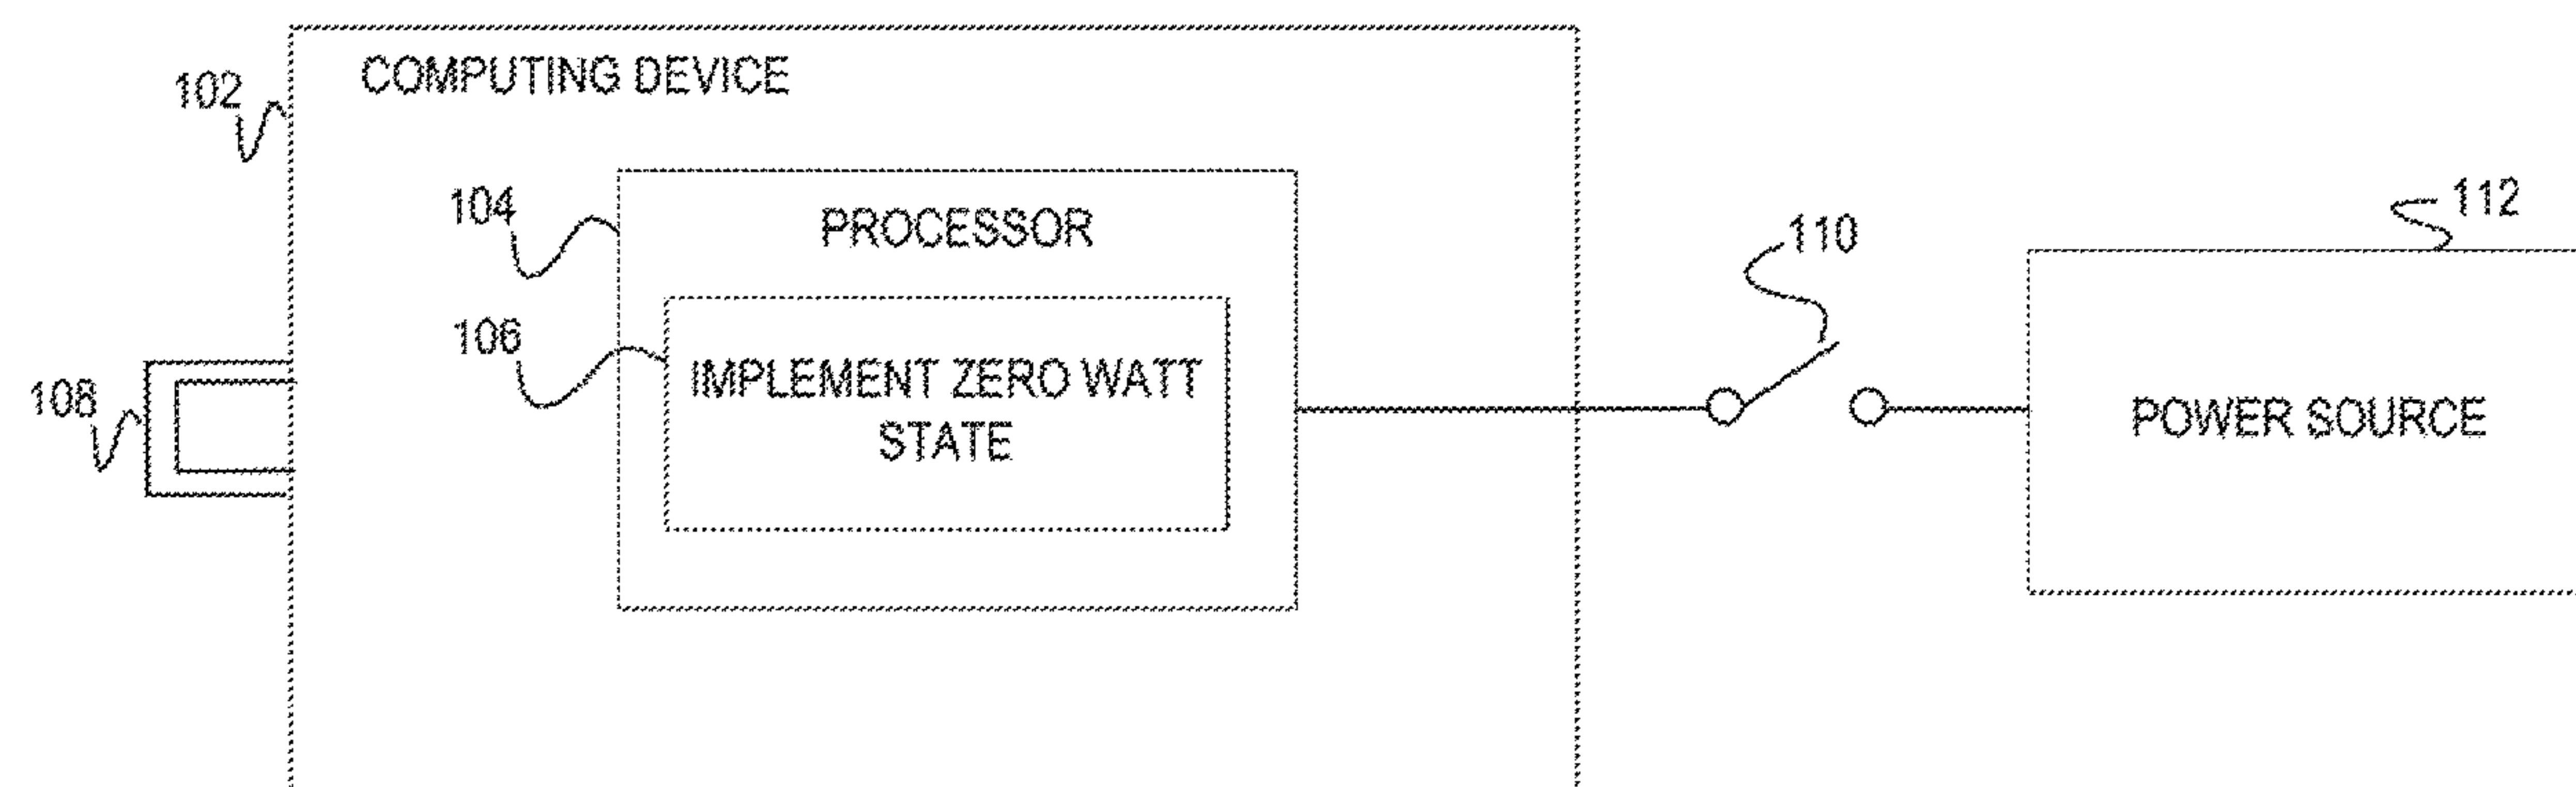 COMPUTING DEVICE
102
104
PROCESSOR
110
112
106
IMPLEMENT ZERO WATT
STATE
108
POWER SOURCE